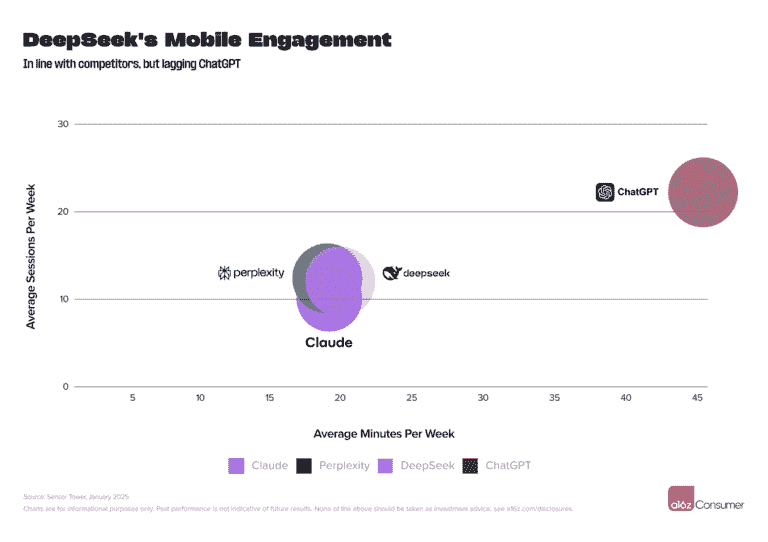 DeepSeek's Mobile Engagement
In line with competitors, but lagging ChatGPT
30
20
10
0
Average Sessions Per Week
ChatGPT
perplexity
deepseek
Claude
5 10 15 20 25 30 35 40 45
Average Minutes Per Week
Claude Perplexity DeepSeek ChatGPT
Source: Sensor Tower, January 2025
Charts are for informational purposes only. Past performance is not indicative of future results. None of the above should be taken as investment advice; see a16z.com/disclosures.
a16z Consumer